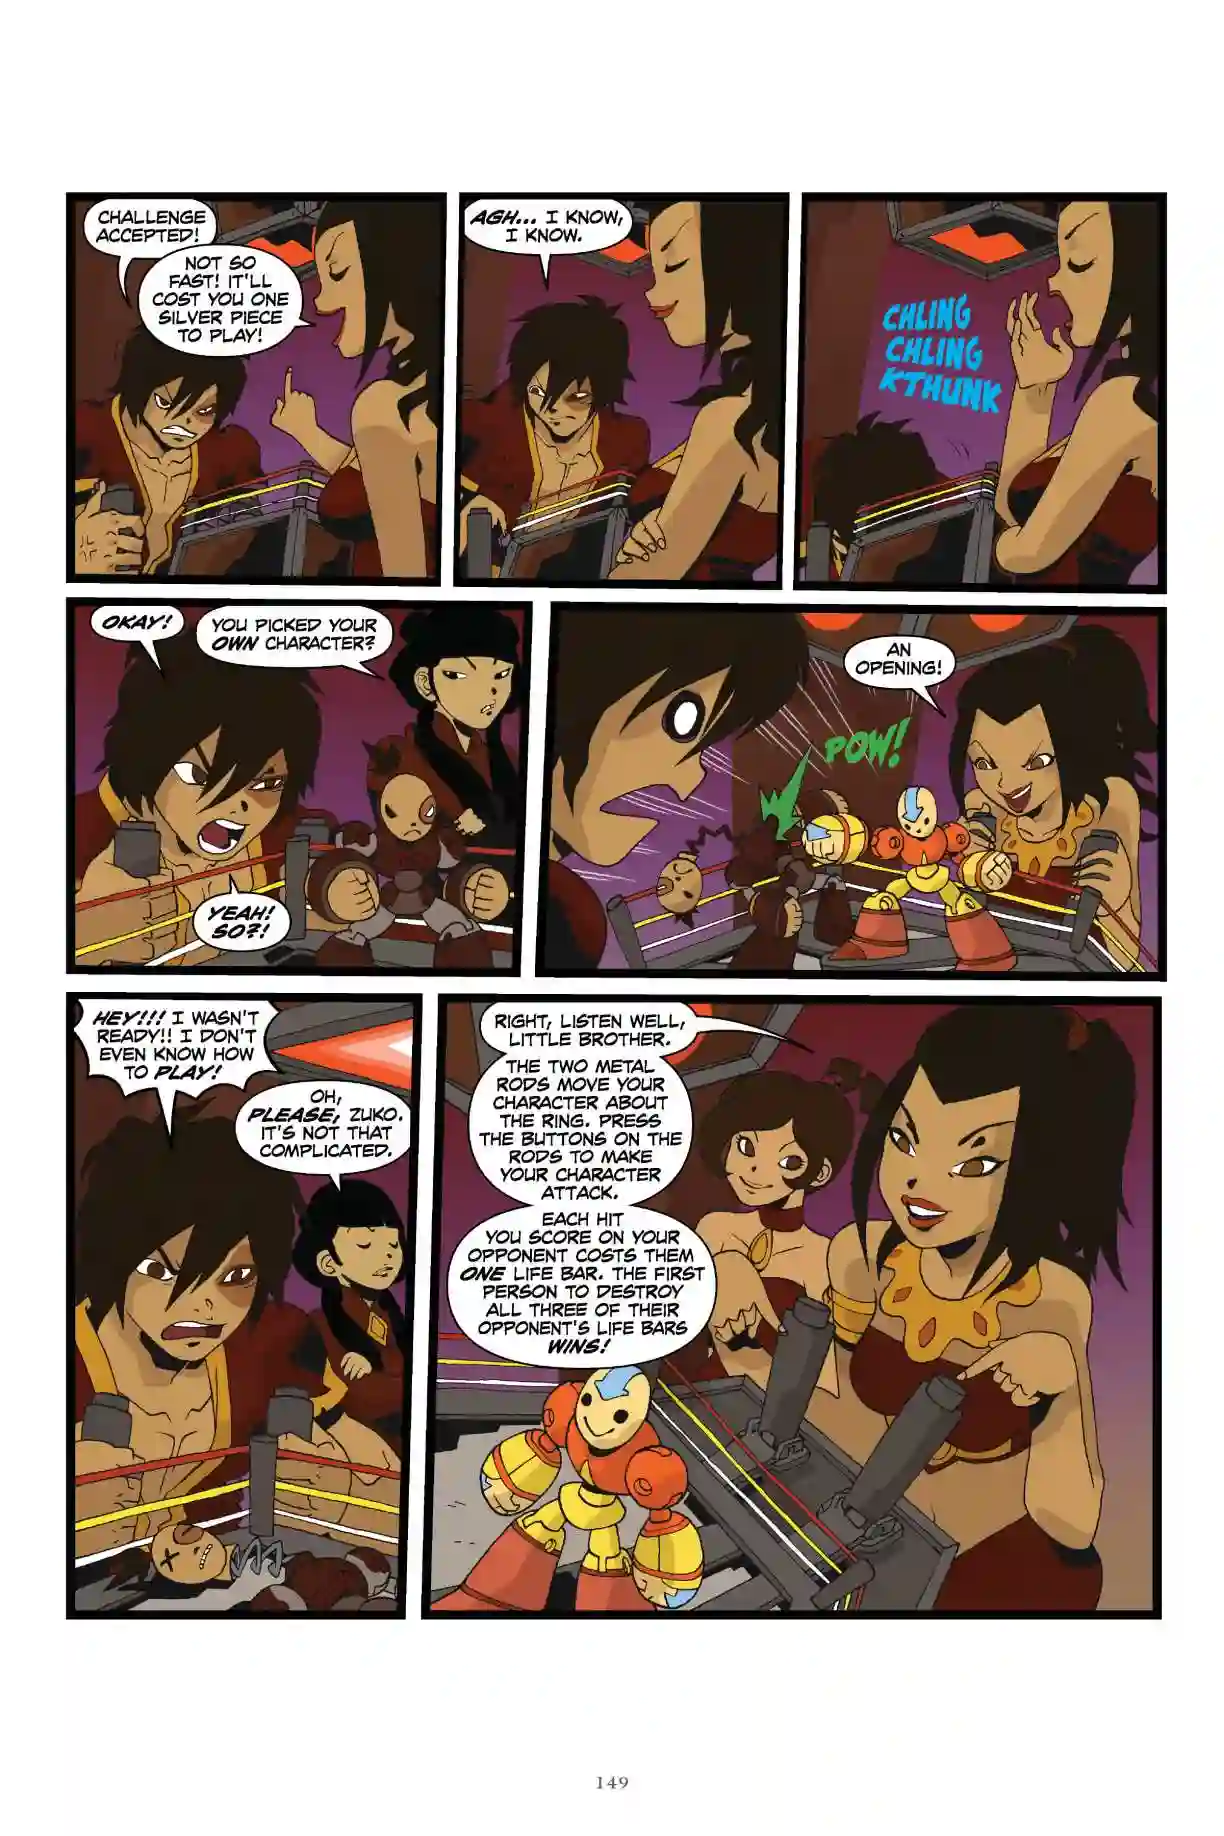 CHALLENGE
ACCEPTED!
NOT SO
FAST! IT'LL
COST YOU ONE
SILVER PIECE
TO PLAY!
AGH... I KNOW,
I KNOW.
CHLING
CHLING
KTHUNK
OKAY!
YOU PICKED YOUR
OWN CHARACTER?
YEAH!
SO?!
AN
OPENING!
POW!
HEY!!! I WASN'T
READY!! I DON'T
EVEN KNOW HOW
TO PLAY!
OH,
PLEASE, ZUKO.
IT'S NOT THAT
COMPLICATED.
RIGHT, LISTEN WELL,
LITTLE BROTHER.
THE TWO METAL
RODS MOVE YOUR
CHARACTER ABOUT
THE RING. PRESS
THE BUTTONS ON THE
RODS TO MAKE
YOUR CHARACTER
ATTACK.
EACH HIT
YOU SCORE ON YOUR
OPPONENT COSTS THEM
ONE LIFE BAR. THE FIRST
PERSON TO DESTROY
ALL THREE OF THEIR
OPPONENT'S LIFE BARS
WINS!
149